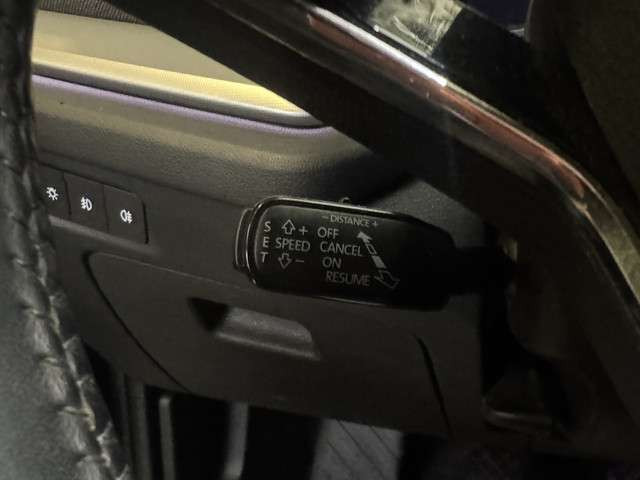 - DISTANCE +
S + OFF
E SPEED CANCEL
T - ON
RESUME